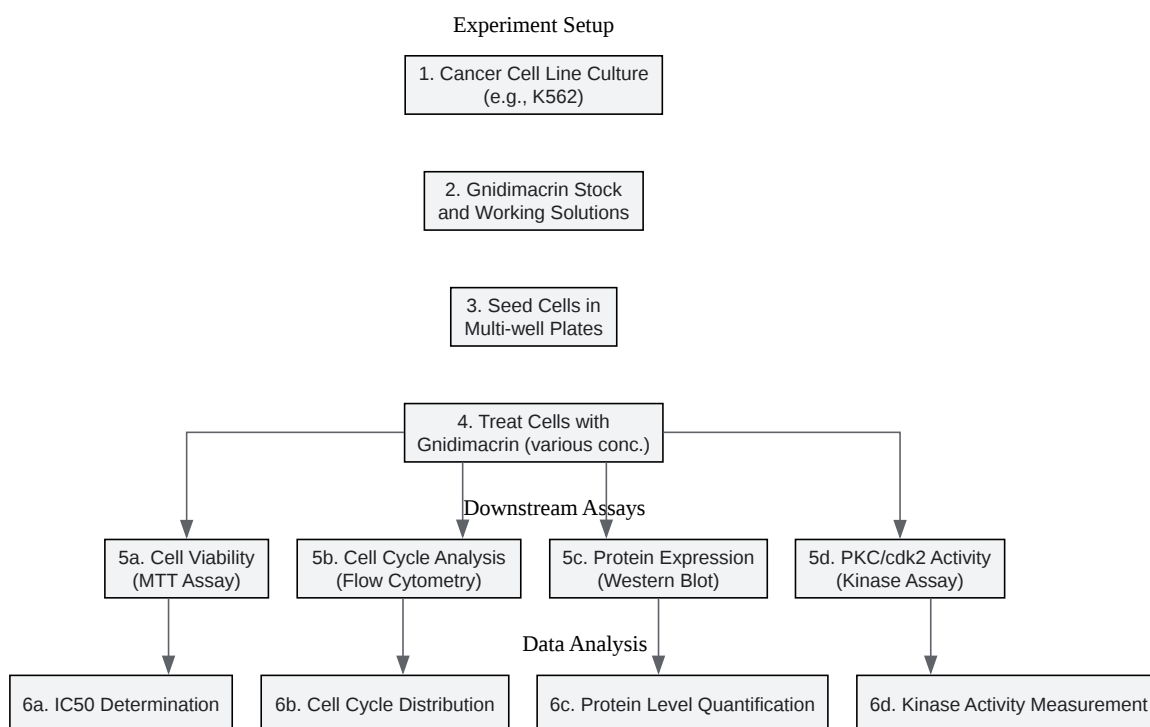 Experiment Setup
1. Cancer Cell Line Culture
(e.g., K562)
2. Gnidimacrin Stock
and Working Solutions
3. Seed Cells in
Multi-well Plates
4. Treat Cells with
Gnidimacrin (various conc.)
Downstream Assays
5a. Cell Viability
(MTT Assay)
5b. Cell Cycle Analysis
(Flow Cytometry)
5c. Protein Expression
(Western Blot)
5d. PKC/cdk2 Activity
(Kinase Assay)
Data Analysis
6a. IC50 Determination
6b. Cell Cycle Distribution
6c. Protein Level Quantification
6d. Kinase Activity Measurement